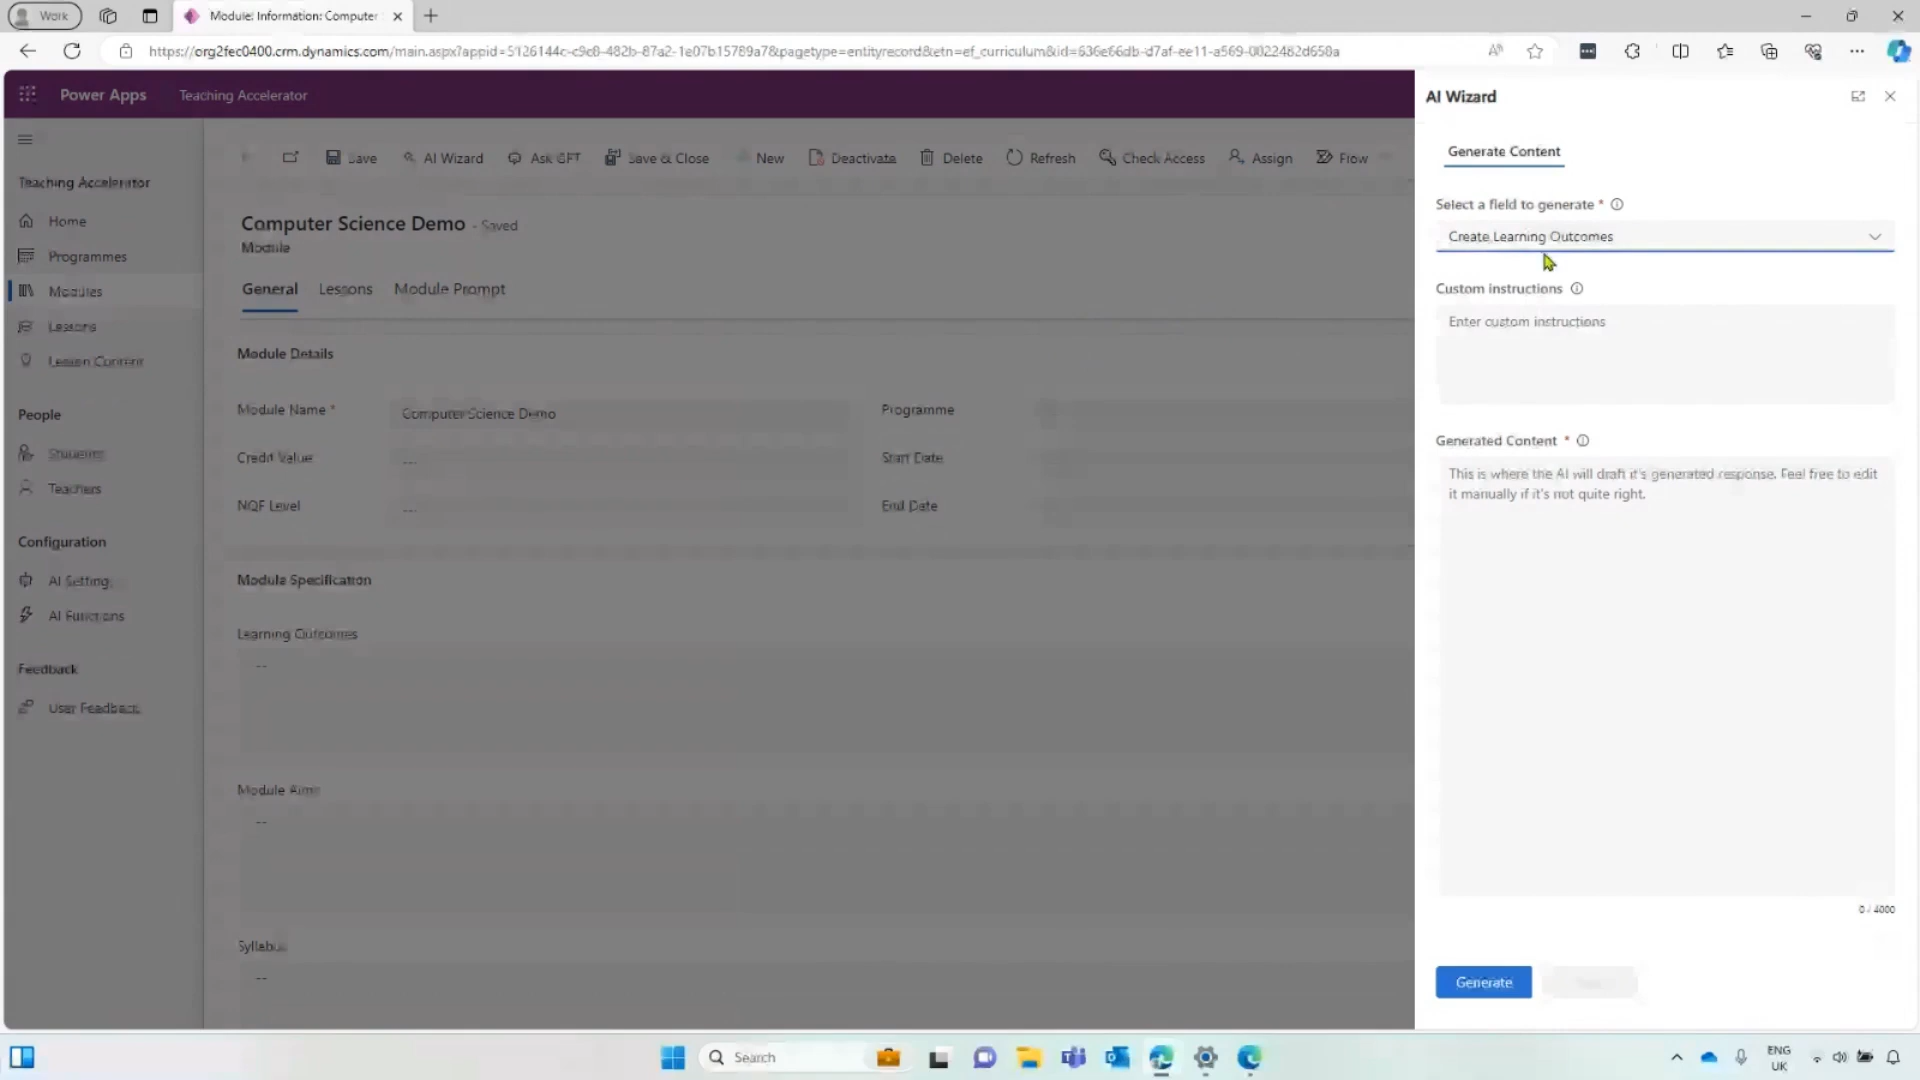 Work
Module: Information: Computer
https://org2fec0400.crm.dynamics.com/main.aspx?appid=5126144c-c9c8-482b-87a2-1e07b15789a7&pagetype=entityrecord&etn=ef_curriculum&id=636e66db-d7af-ee11-a569-0022482d658a
Power Apps
Teaching Accelerator
AI Wizard
Save
AI Wizard
Ask GPT
Save & Close
New
Deactivate
Delete
Refresh
Check Access
Assign
Flow
Generate Content
Teaching Accelerator
Home
Programmes
Modules
Lessons
Lesson Content
People
Students
Teachers
Configuration
AI Setting
AI Functions
Feedback
User Feedback
Computer Science Demo - Saved
Module
General
Lessons
Module Prompt
Module Details
Module Name *
Computer Science Demo
Programme
Credit Value
---
Start Date
NQF Level
---
End Date
Module Specification
Learning Outcomes
--
Module Aims
--
Syllabus
--
Select a field to generate *
Create Learning Outcomes
Custom instructions
Enter custom instructions
Generated Content *
This is where the AI will draft it's generated response. Feel free to edit
it manually if it's not quite right.
0 / 4000
Generate
Search
ENG
UK